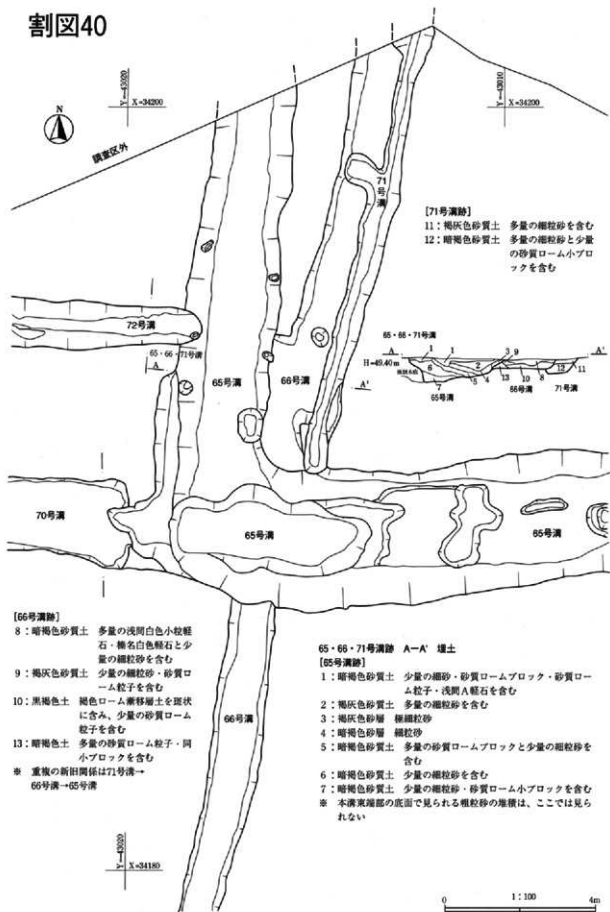 割図40
Y=-43020
X=34200
Y=-43010
X=34200
N
調査区外
71号溝
[71号溝跡]
11：褐灰色砂質土 多量の細粒砂を含む
12：暗褐色砂質土 多量の細粒砂と少量
の砂質ローム小ブロ
ックを含む
72号溝
65・66・71号溝
A
65号溝
66号溝
A'
65・66・71号溝
A
A'
H=49.40m
1
1
2
3
9
6
7
5
4
13
10
8
12
11
65号溝
66号溝
71号溝
70号溝
65号溝
65号溝
[66号溝跡]
8：暗褐色砂質土 多量の浅間白色小粒軽
石・榛名白色軽石と少
量の細粒砂を含む
9：褐灰色砂質土 少量の細粒砂・砂質ロ
ーム粒子を含む
10：黒褐色土 褐色ローム漸移層土を斑状
に含み、少量の砂質ローム
粒子を含む
13：暗褐色土 多量の砂質ローム粒子・同
小ブロックを含む
※ 重複の新旧関係は71号溝→
66号溝→65号溝
66号溝
65・66・71号溝跡 A－A' 埋土
[65号溝跡]
1：暗褐色砂質土 少量の細砂・砂質ロームブロック・砂質ロー
ム粒子・浅間A軽石を含む
2：褐灰色砂質土 多量の細粒砂を含む
3：褐灰色砂層 極細粒砂
4：暗褐色砂層 細粒砂
5：暗褐色砂質土 多量の砂質ロームブロックと少量の細粒砂を
含む
6：暗褐色砂質土 少量の細粒砂を含む
7：暗褐色砂質土 少量の細粒砂・砂質ローム小ブロックを含む
※ 本溝東端部の底面で見られる粗粒砂の堆積は、ここでは見ら
れない
Y=-43020
X=34180
0
1：100
4m